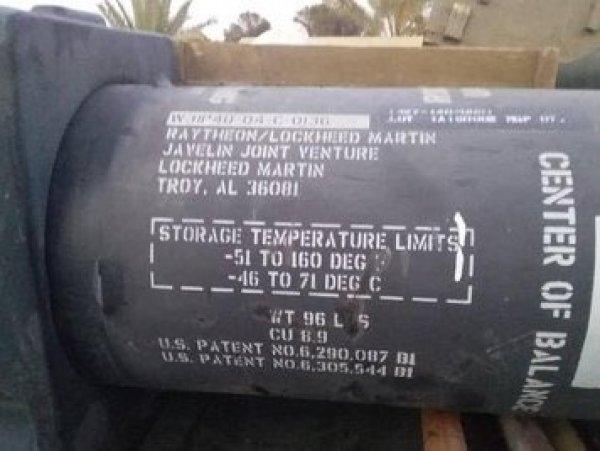 RAYTHEON/LOCKHEED MARTIN
JAVELIN JOINT VENTURE
LOCKHEED MARTIN
TROY, AL 36081
STORAGE TEMPERATURE LIMITS
-51 TO 160 DEG
-46 TO 71 DEG C
WT 96 L S
CU 8.9
U.S. PATENT NO.6,290,087 B1
U.S. PATENT NO.6,305,544 B1
CENTER OF BALANC